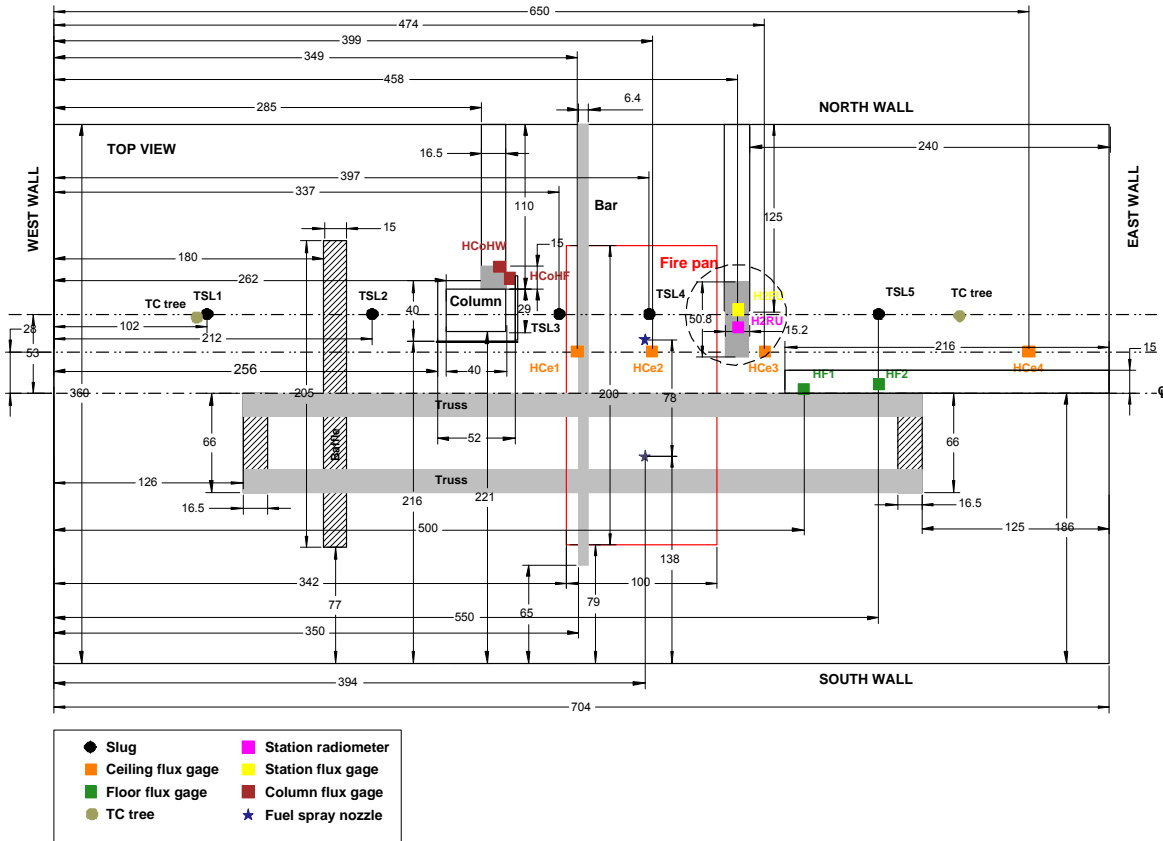 650
474
399
349
458
6.4
285
NORTH WALL
TOP VIEW
16.5
240
397
337
110
Bar
125
WEST WALL
EAST WALL
15
15
180
HCoHW
HCoHF
Fire pan
262
TSL1
TSL2
TSL4
TSL5
TC tree
TC tree
Column
H2RU
40
29
TSL3
50.8
15.2
28
53
102
212
216
15
256
360
205
40
HCe1
HCe2
HCe3
HCe4
HF1
HF2
200
78
Truss
52
66
66
Baffle
Truss
126
216
221
16.5
16.5
500
125
186
138
342
100
77
65
79
550
350
394
SOUTH WALL
704
Slug
Station radiometer
Ceiling flux gage
Station flux gage
Floor flux gage
Column flux gage
TC tree
Fuel spray nozzle